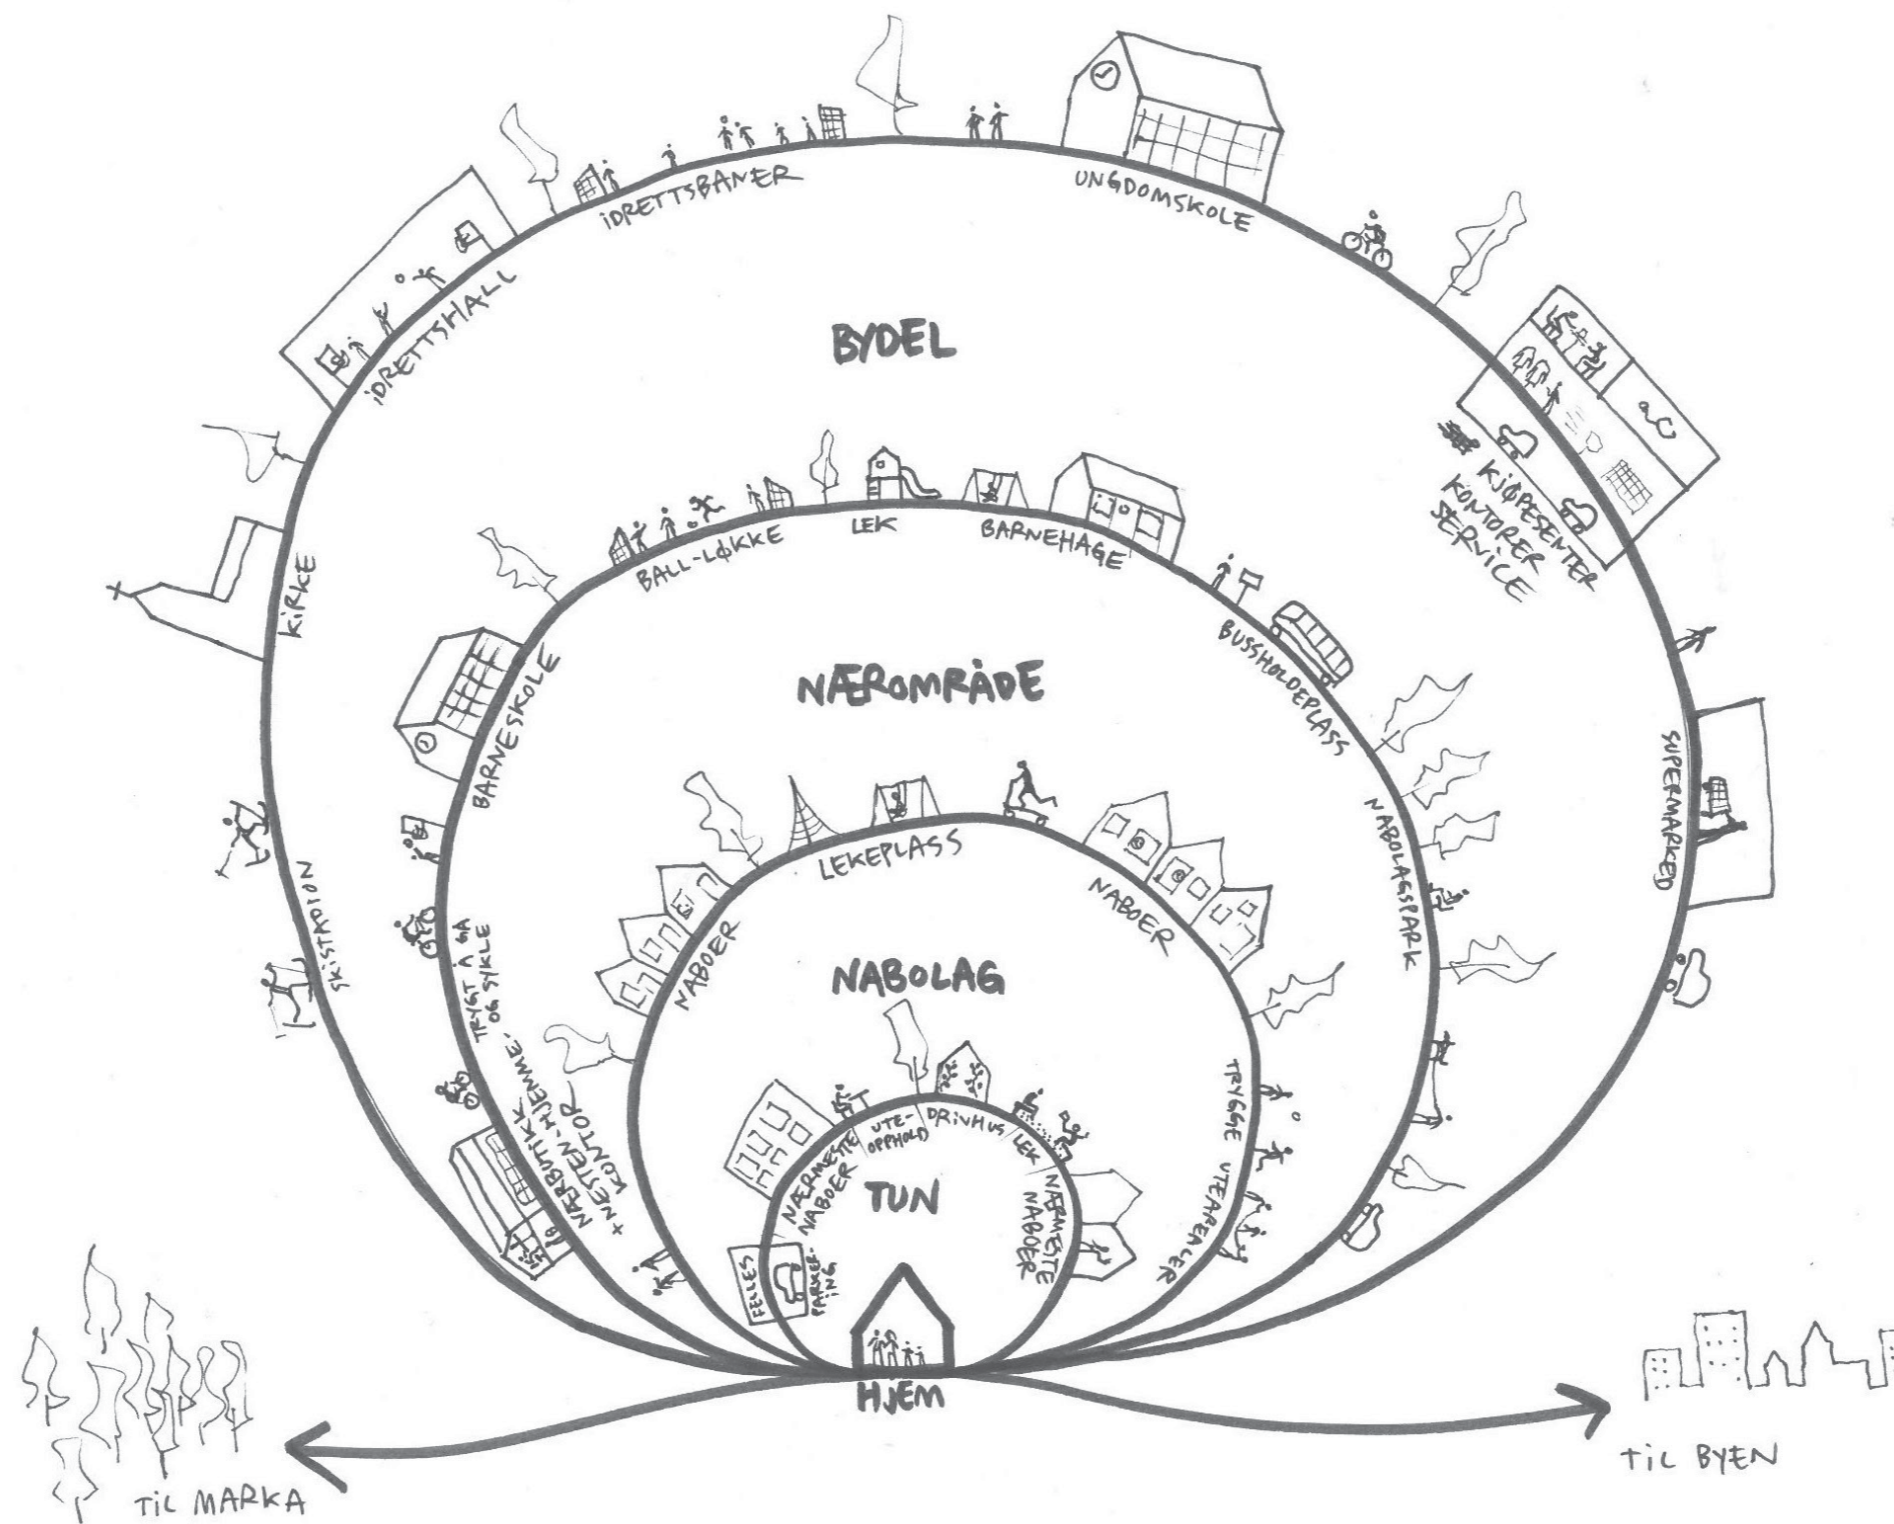 IDRETTSBANER
UNGDOMSKOLE
IDRETTSHALL
BYDEL
KIRKE
KJØPESENTER
KONTORER
SERVICE
SKISTADION
SUPERMARKED
BALL-LØKKE
LEK
BARNEHAGE
BUSSHOLDEPLASS
BARNESKOLE
NÆROMRÅDE
NABOLAGSPARK
TRYGT Å GÅ
OG SYKLE
NÆRBUTIKK
+ NESTEN-HJEMME-
KONTOR
LEKEPLASS
NABOER
NABOER
NABOLAG
TRYGGE UTEAREALER
NÆRMESTE
NABOER
UTE-
OPPHOLD
DRIVHUS
LEK
NÆRMESTE
NABOER
TUN
FELLES
PARKER-
ING
HJEM
TIL MARKA
TIL BYEN